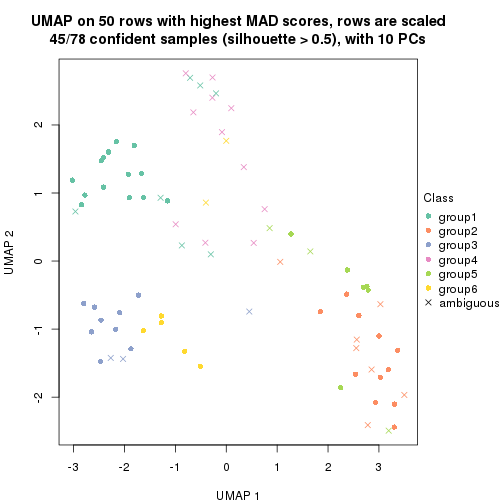 UMAP on 50 rows with highest MAD scores, rows are scaled
45/78 confident samples (silhouette > 0.5), with 10 PCs
UMAP 2
2
1
0
-1
-2
-3
-2
-1
0
1
2
3
UMAP 1
Class
group1
group2
group3
group4
group5
group6
ambiguous